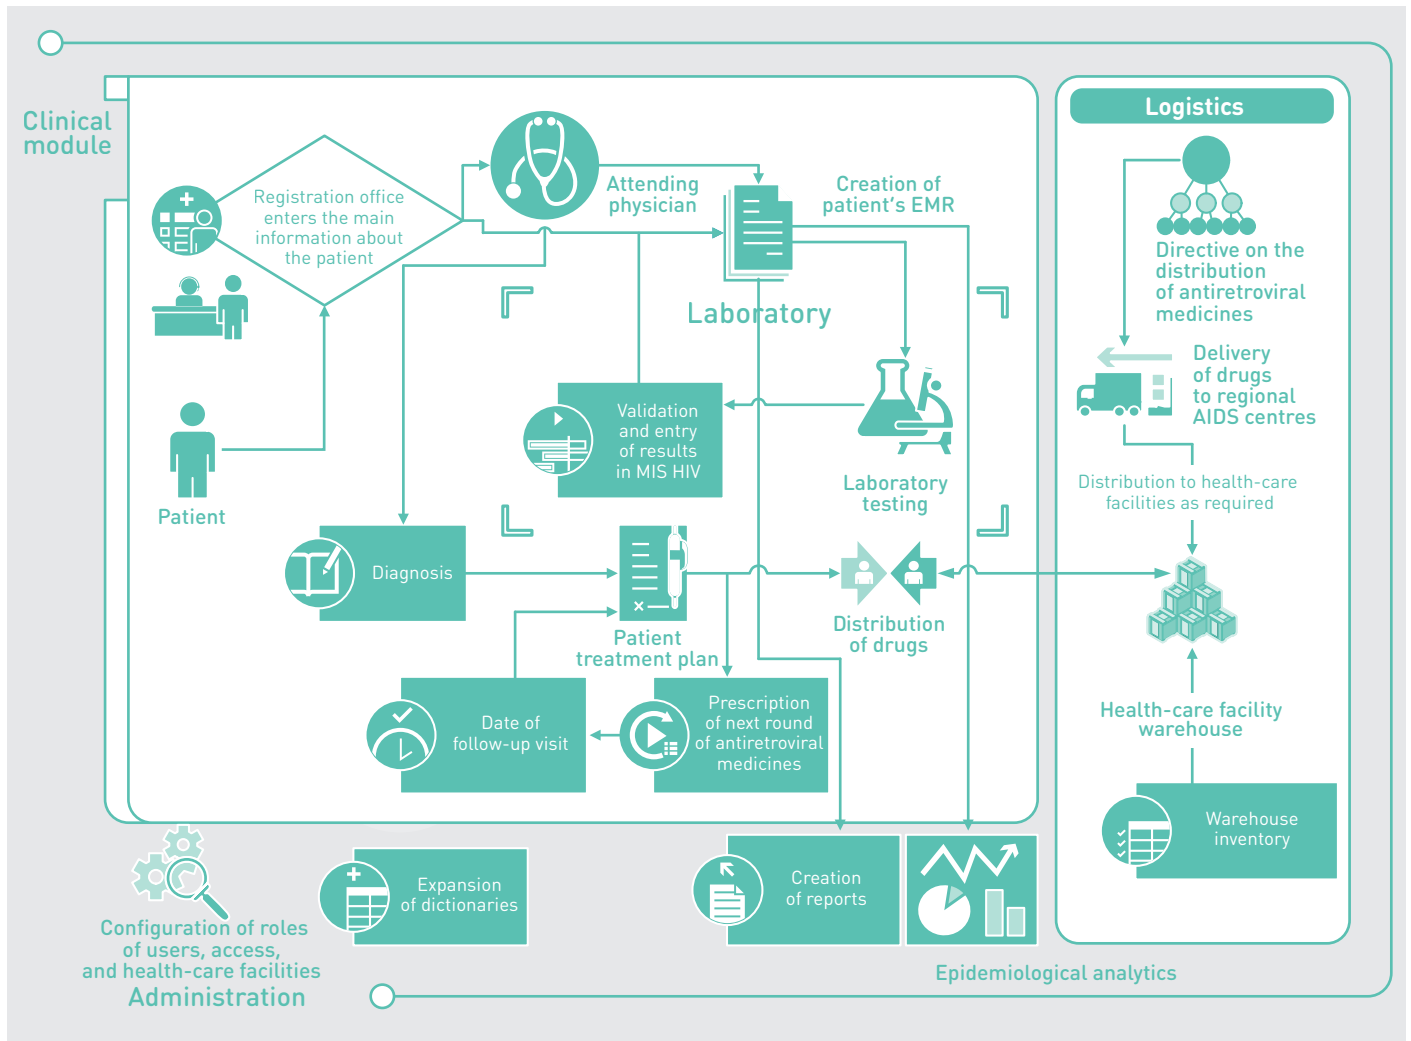 Clinical
module
Registration office
enters the main
information about
the patient
Attending
physician
Creation of
patient's EMR
Laboratory
Patient
Validation
and entry
of results
in MIS HIV
Laboratory
testing
Diagnosis
Patient
treatment plan
Distribution
of drugs
Date of
follow-up visit
Prescription
of next round
of antiretroviral
medicines
Logistics
Directive on the
distribution
of antiretroviral
medicines
Delivery
of drugs
to regional
AIDS centres
Distribution to health-care
facilities as required
Health-care facility
warehouse
Warehouse
inventory
Configuration of roles
of users, access,
and health-care facilities
Administration
Expansion
of dictionaries
Creation
of reports
Epidemiological analytics